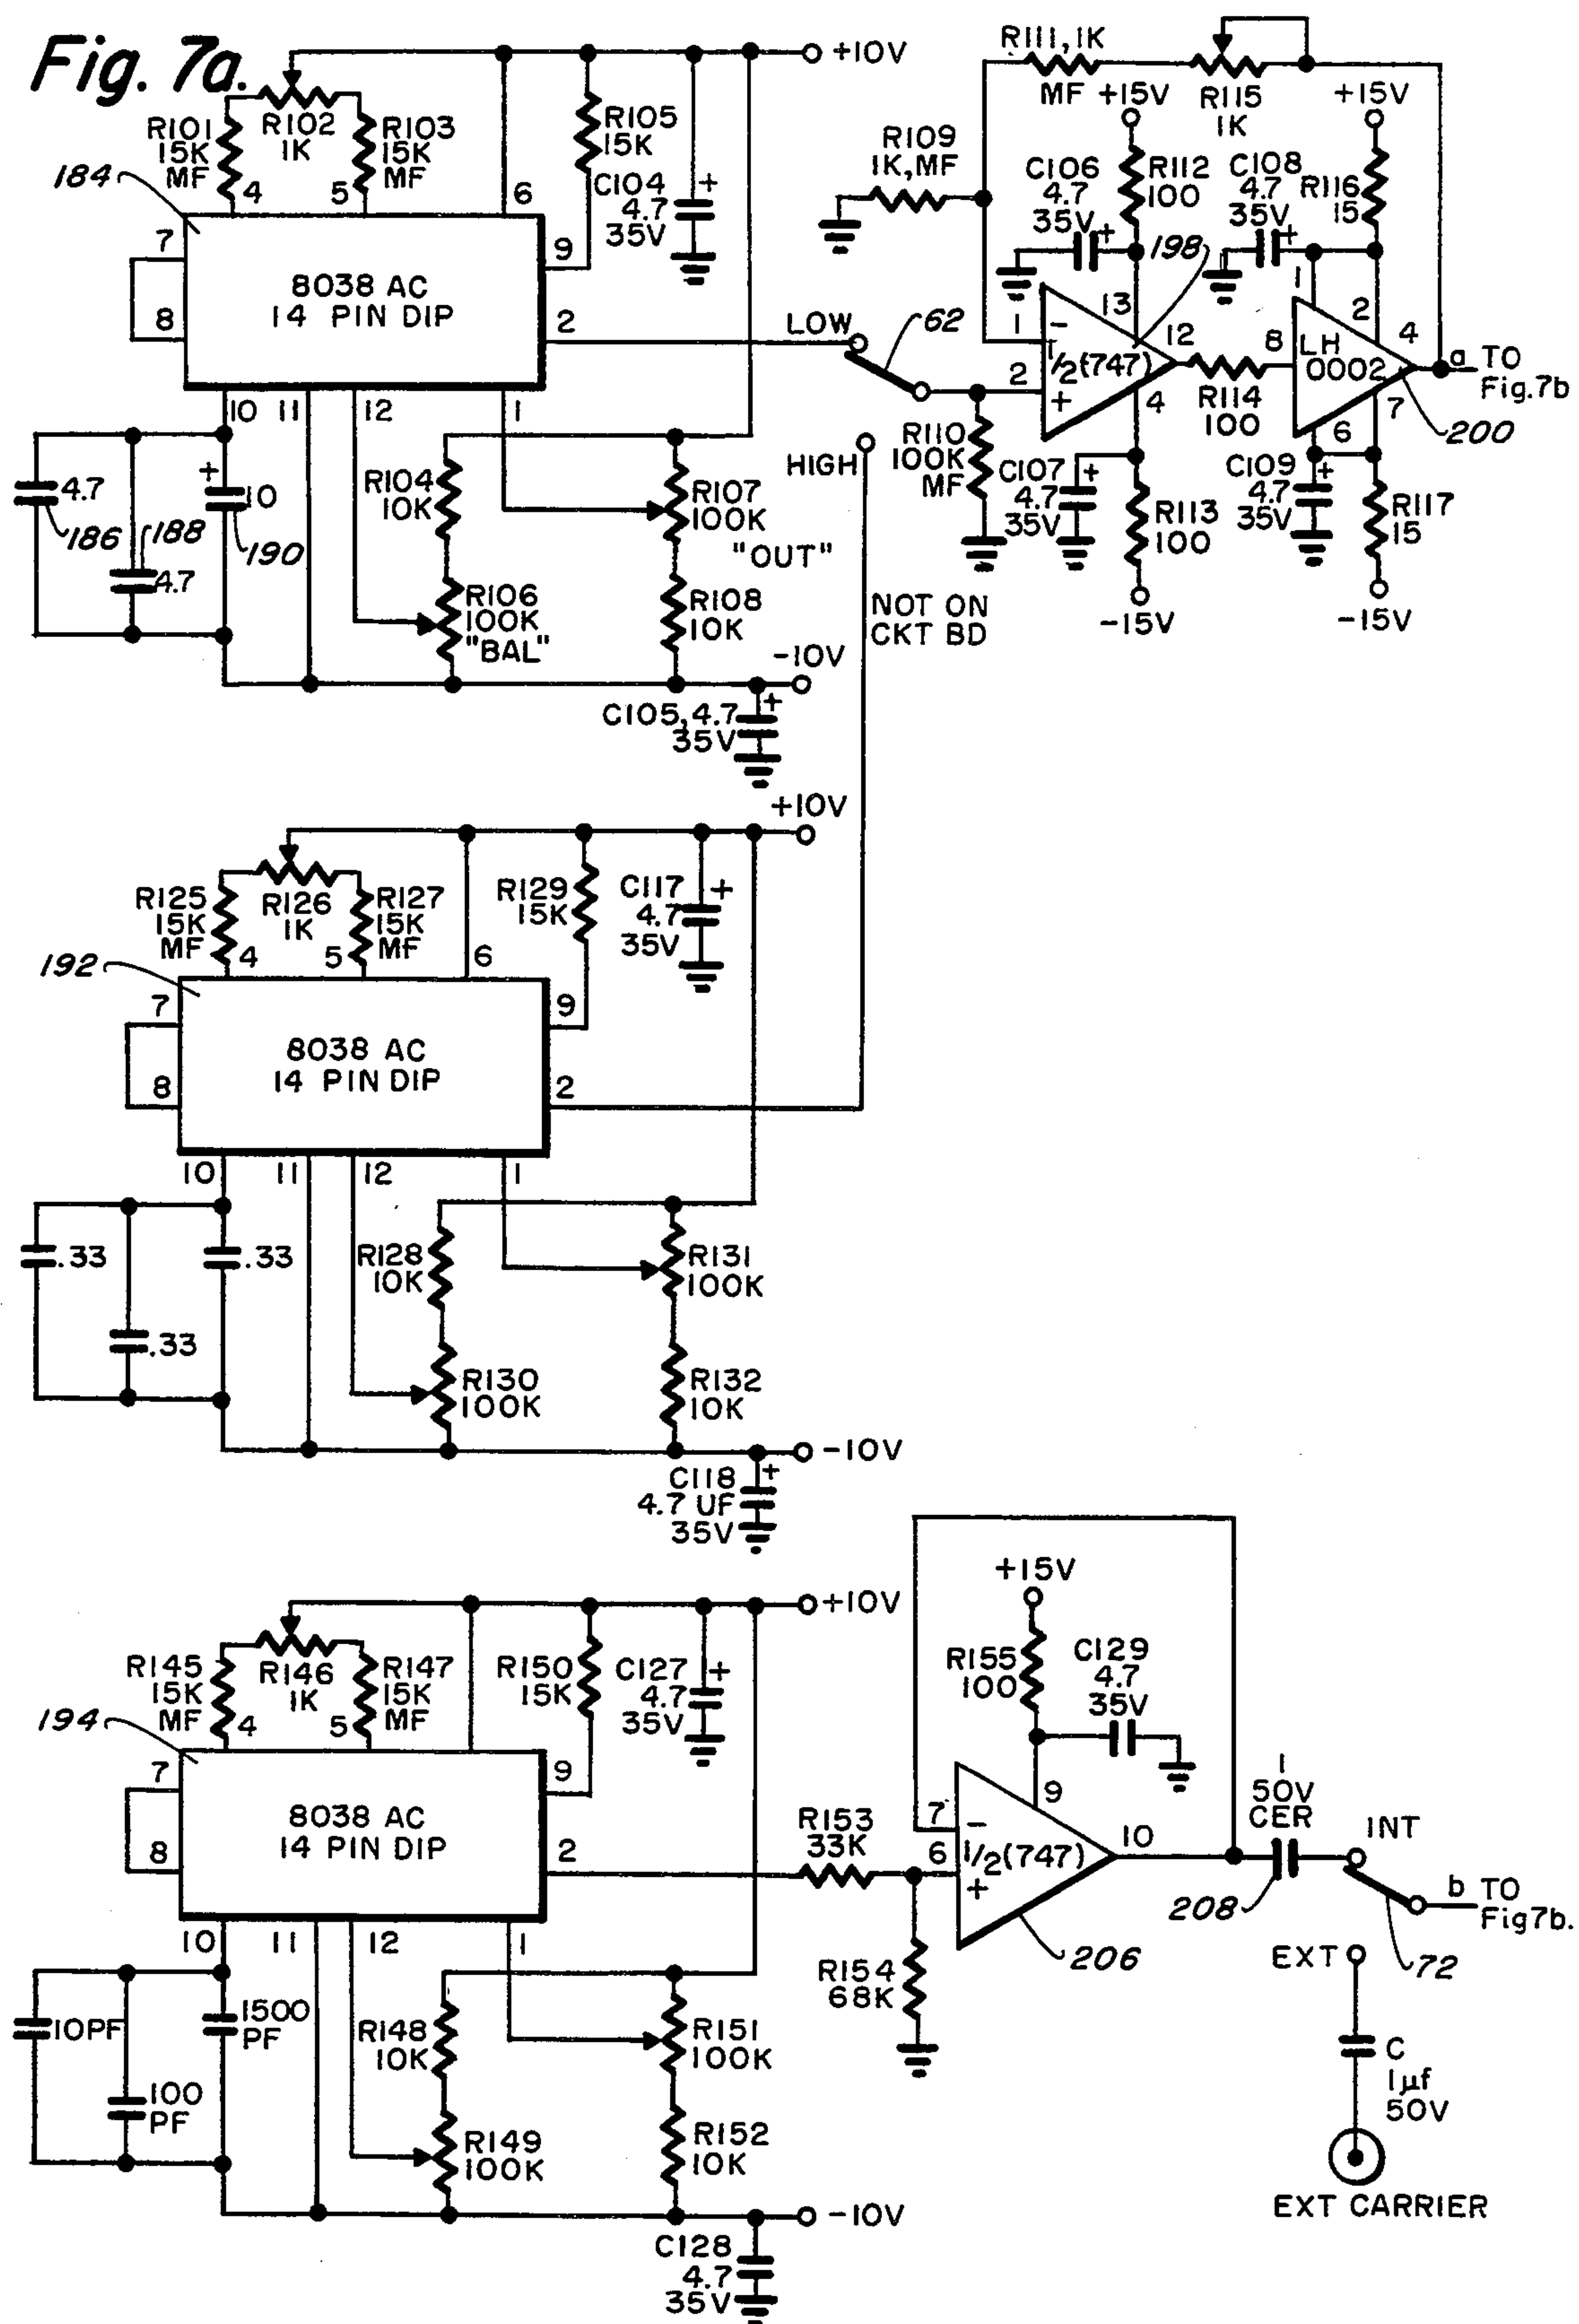 Fig. 7a.
+10V
R101
15K
MF
R102
1K
R103
15K
MF
R105
15K
C104
4.7
35V
+
184
4
5
6
7
8
9
2
8038 AC
14 PIN DIP
10
11
12
1
4.7
186
188
4.7
+
10
190
R104
10K
R107
100K
"OUT"
R106
100K
"BAL"
R108
10K
-10V
C105, 4.7
35V
+
R111, 1K
MF
R115
1K
+15V
+15V
R109
1K, MF
C106
4.7
35V
+
R112
100
C108
4.7
35V
+
R116
15
198
LOW
62
HIGH
1
-
2
+
13
1/2(747)
12
4
R114
100
8
1
2
LH
0002
4
6
7
200
a TO
Fig.7b
R110
100K
MF
C107
4.7
35V
+
R113
100
-15V
C109
4.7
35V
+
R117
15
-15V
NOT ON
CKT BD
+10V
R125
15K
MF
R126
1K
R127
15K
MF
R129
15K
C117
4.7
35V
+
192
4
5
6
7
8
9
2
8038 AC
14 PIN DIP
10
11
12
1
.33
.33
.33
R128
10K
R131
100K
R130
100K
R132
10K
-10V
C118
4.7 UF
35V
+
+10V
R145
15K
MF
R146
1K
R147
15K
MF
R150
15K
C127
4.7
35V
+
194
4
5
7
8
9
2
8038 AC
14 PIN DIP
10
11
12
1
10PF
100
PF
1500
PF
R148
10K
R151
100K
R149
100K
R152
10K
-10V
C128
4.7
35V
+15V
R155
100
C129
4.7
35V
R153
33K
R154
68K
7
-
6
+
9
1/2(747)
10
206
1
50V
CER
208
INT
b TO
Fig7b.
72
EXT
C
1µf
50V
EXT CARRIER